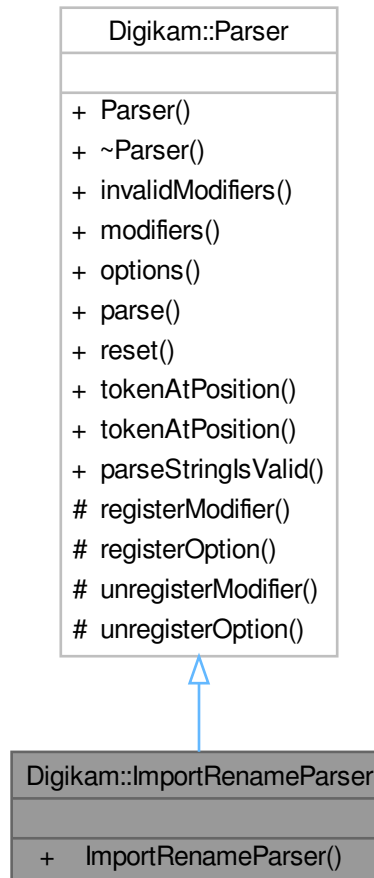 Digikam::Parser
+ Parser()
+ ~Parser()
+ invalidModifiers()
+ modifiers()
+ options()
+ parse()
+ reset()
+ tokenAtPosition()
+ tokenAtPosition()
+ parseStringIsValid()
# registerModifier()
# registerOption()
# unregisterModifier()
# unregisterOption()
Digikam::ImportRenameParser
+ ImportRenameParser()